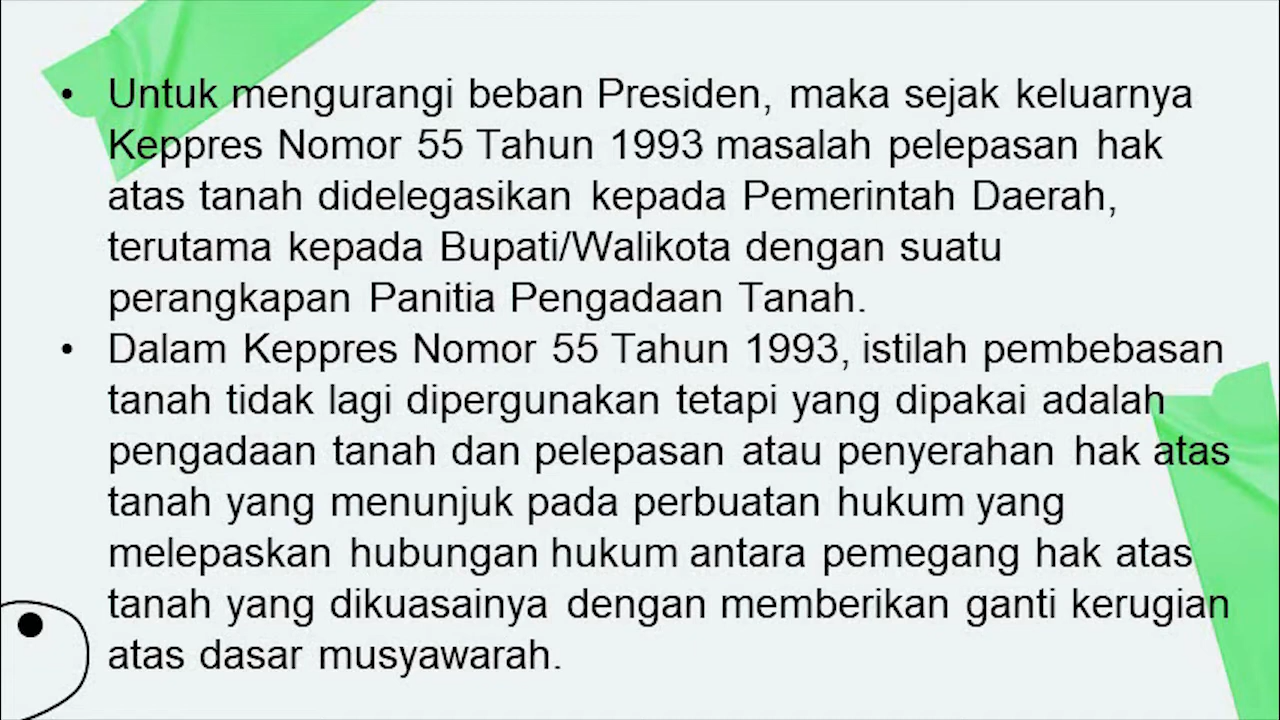 • Untuk mengurangi beban Presiden, maka sejak keluarnya
Keppres Nomor 55 Tahun 1993 masalah pelepasan hak
atas tanah didelegasikan kepada Pemerintah Daerah,
terutama kepada Bupati/Walikota dengan suatu
perangkapan Panitia Pengadaan Tanah.
• Dalam Keppres Nomor 55 Tahun 1993, istilah pembebasan
tanah tidak lagi dipergunakan tetapi yang dipakai adalah
pengadaan tanah dan pelepasan atau penyerahan hak atas
tanah yang menunjuk pada perbuatan hukum yang
melepaskan hubungan hukum antara pemegang hak atas
tanah yang dikuasainya dengan memberikan ganti kerugian
atas dasar musyawarah.